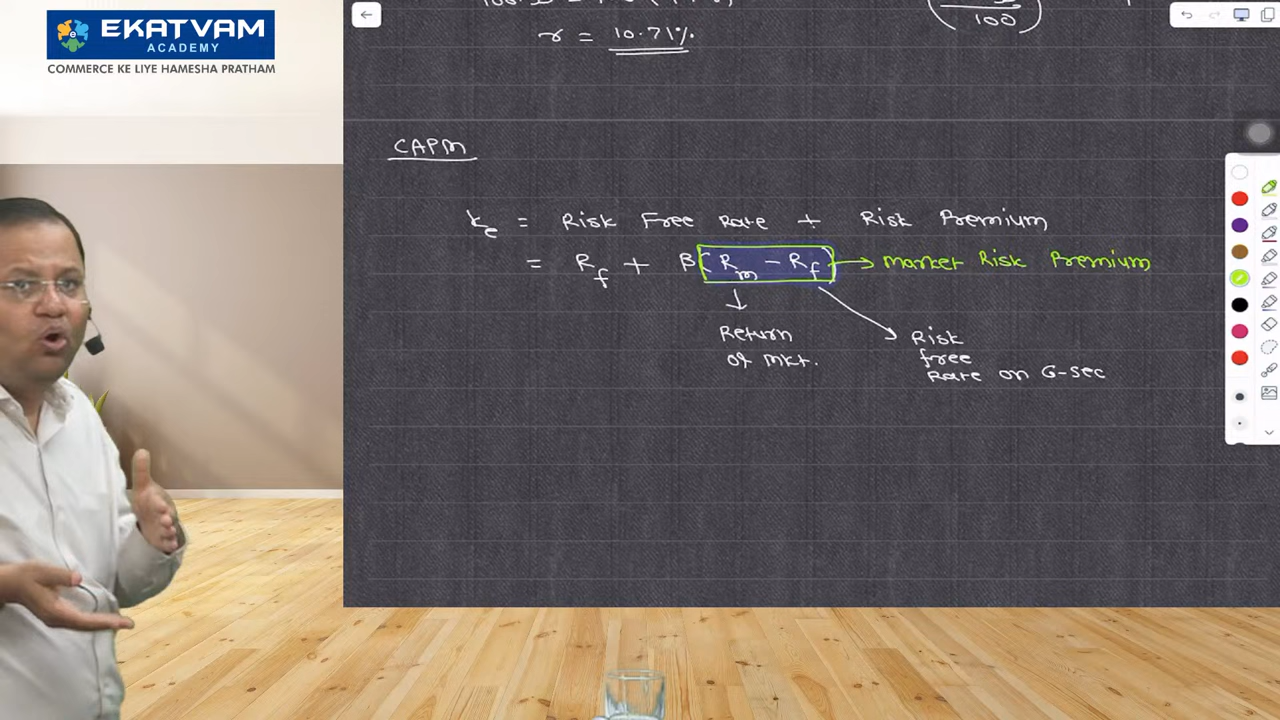 EKATVAM
ACADEMY
COMMERCE KE LIYE HAMESHA PRATHAM
100
r = 10.71%
CAPM
Ke = Risk Free Rate + Risk Premium
= Rf + β(Rm - Rf) → Market Risk Premium
Return
of Mkt.
Risk
free
Rate on G-sec